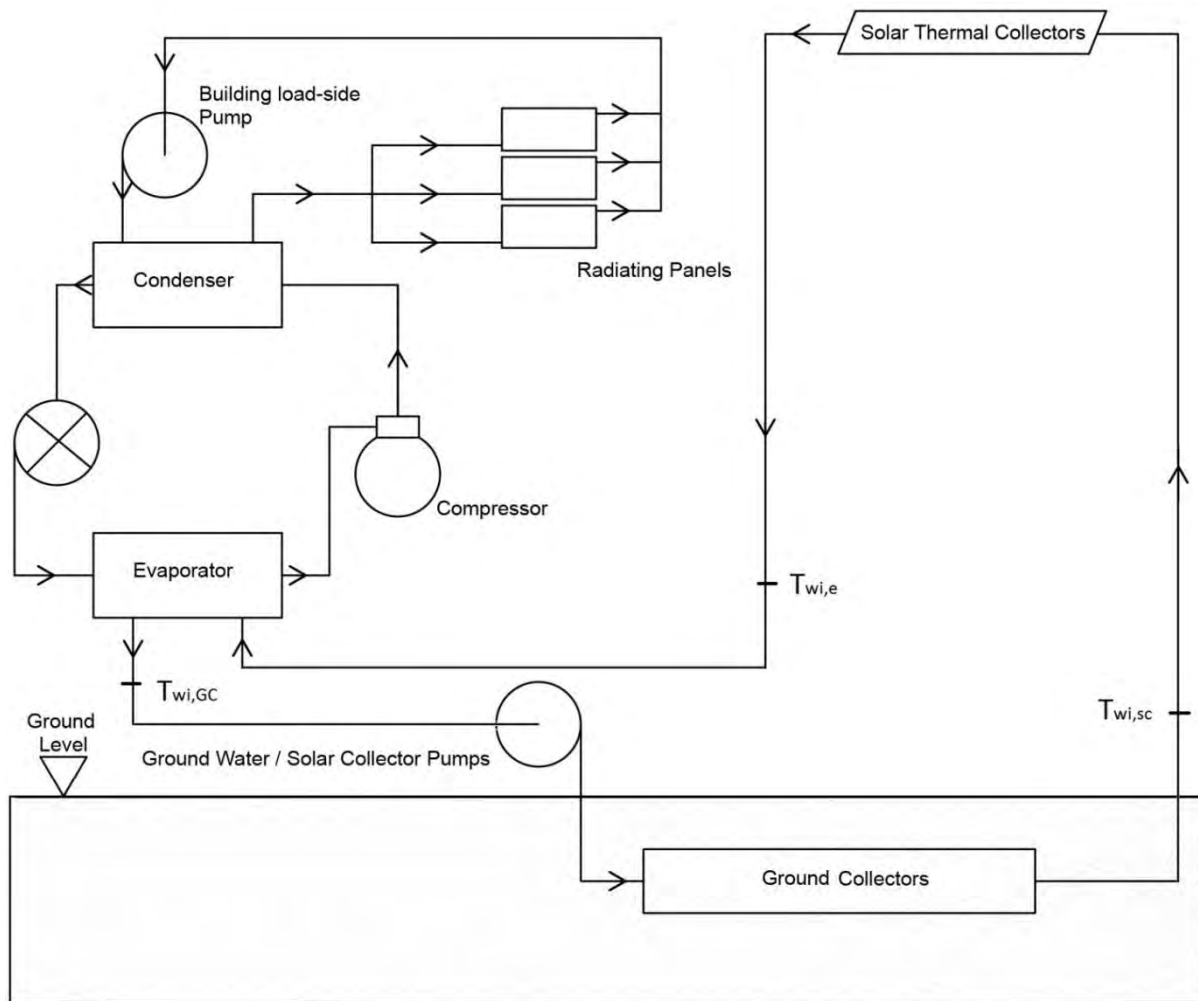 Solar Thermal Collectors
Building load-side
Pump
Condenser
Radiating Panels
Compressor
Evaporator
Twi,e
Twi,GC
Twi,sc
Ground
Level
Ground Water / Solar Collector Pumps
Ground Collectors